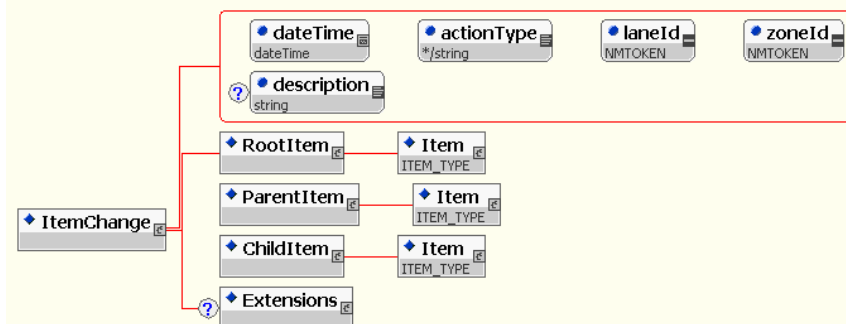 dateTime actionType laneId zoneId
dateTime */string NMTOKEN NMTOKEN
? description
string
RootItem Item
ITEM_TYPE
ParentItem Item
ITEM_TYPE
ItemChange
ChildItem Item
ITEM_TYPE
? Extensions